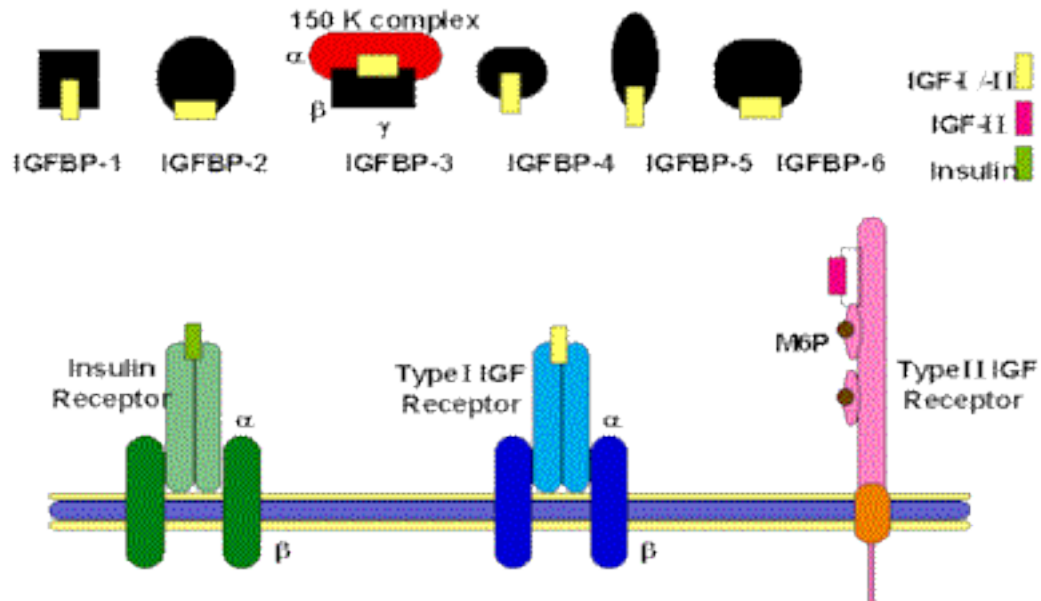 150 K complex
α
β
γ
IGFBP-1
IGFBP-2
IGFBP-3
IGFBP-4
IGFBP-5
IGFBP-6
IGF-I /-II
IGF-II
Insulin
Insulin
Receptor
α
β
Type I IGF
Receptor
α
β
M6P
Type II IGF
Receptor